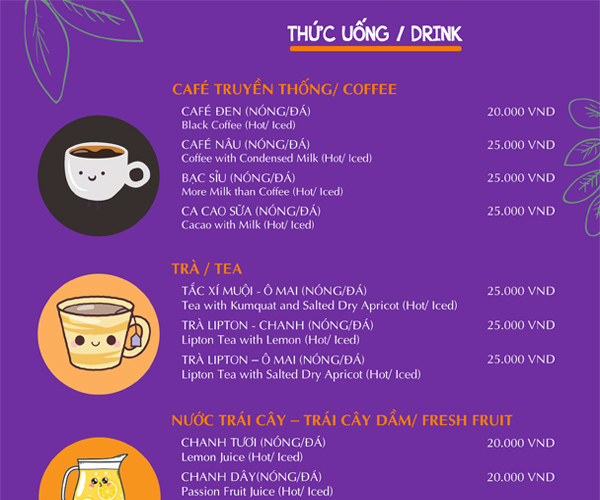 THỨC UỐNG / DRINK
CAFÉ TRUYỀN THỐNG/ COFFEE
CAFÉ ĐEN (NÓNG/ĐÁ) 20.000 VND
Black Coffee (Hot/ Iced)
CAFÉ NÂU (NÓNG/ĐÁ) 25.000 VND
Coffee with Condensed Milk (Hot/ Iced)
BẠC SỈU (NÓNG/ĐÁ) 25.000 VND
More Milk than Coffee (Hot/ Iced)
CA CAO SỮA (NÓNG/ĐÁ) 25.000 VND
Cacao with Milk (Hot/ Iced)
TRÀ / TEA
TẮC XÍ MUỘI - Ô MAI (NÓNG/ĐÁ) 25.000 VND
Tea with Kumquat and Salted Dry Apricot (Hot/ Iced)
TRÀ LIPTON - CHANH (NÓNG/ĐÁ) 25.000 VND
Lipton Tea with Lemon (Hot/ Iced)
TRÀ LIPTON – Ô MAI (NÓNG/ĐÁ) 25.000 VND
Lipton Tea with Salted Dry Apricot (Hot/ Iced)
NƯỚC TRÁI CÂY – TRÁI CÂY DẦM/ FRESH FRUIT
CHANH TƯƠI (NÓNG/ĐÁ) 20.000 VND
Lemon Juice (Hot/ Iced)
CHANH DÂY(NÓNG/ĐÁ) 20.000 VND
Passion Fruit Juice (Hot/ Iced)